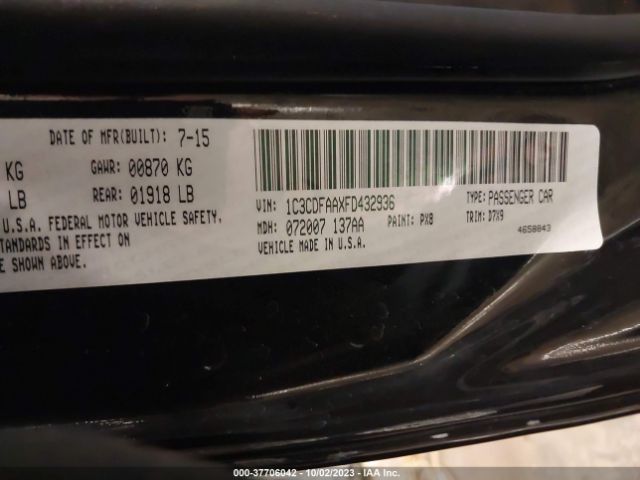 DATE OF MFR(BUILT): 7-15
KG GAWR: 00870 KG
LB REAR: 01918 LB
U.S.A. FEDERAL MOTOR VEHICLE SAFETY,
STANDARDS IN EFFECT ON
E SHOWN ABOVE.
VIN: 1C3CDFAAXFD432936 TYPE: PASSENGER CAR
MDH: 072007 137AA PAINT: PX8 TRIM: D7X9
VEHICLE MADE IN U.S.A. 4658843
000-37706042 - 10/02/2023 - © IAA Inc.